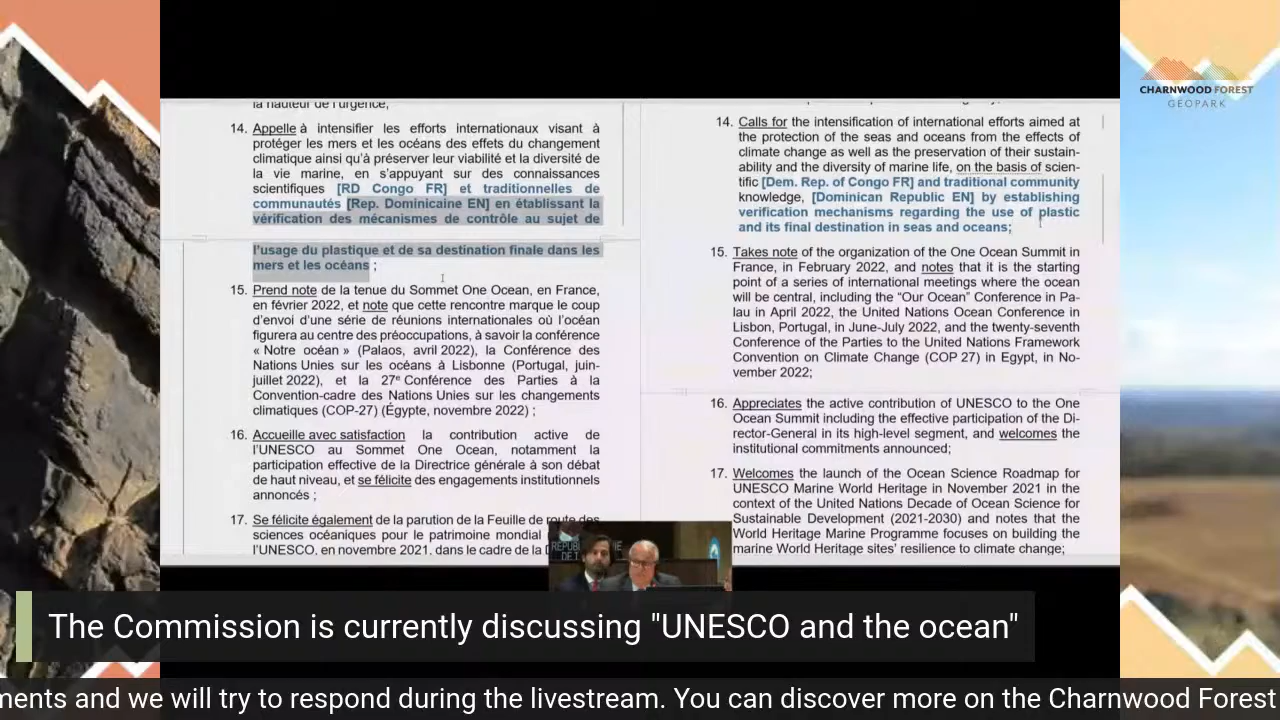 la hauteur de l'urgence,
14. Appelle à intensifier les efforts internationaux visant à
protéger les mers et les océans des effets du changement
climatique ainsi qu'à préserver leur viabilité et la diversité de
la vie marine, en s'appuyant sur des connaissances
scientifiques [RD Congo FR] et traditionnelles de
communautés [Rep. Dominicaine EN] en établissant la
vérification des mécanismes de contrôle au sujet de
l'usage du plastique et de sa destination finale dans les
mers et les océans ;
15. Prend note de la tenue du Sommet One Ocean, en France,
en février 2022, et note que cette rencontre marque le coup
d'envoi d'une série de réunions internationales où l'océan
figurera au centre des préoccupations, à savoir la conférence
« Notre océan » (Palaos, avril 2022), la Conférence des
Nations Unies sur les océans à Lisbonne (Portugal, juin-
juillet 2022), et la 27e Conférence des Parties à la
Convention-cadre des Nations Unies sur les changements
climatiques (COP-27) (Égypte, novembre 2022) ;
16. Accueille avec satisfaction la contribution active de
l'UNESCO au Sommet One Ocean, notamment la
participation effective de la Directrice générale à son débat
de haut niveau, et se félicite des engagements institutionnels
annoncés ;
17. Se félicite également de la parution de la Feuille de route des
sciences océaniques pour le patrimoine mondial
l'UNESCO, en novembre 2021, dans le cadre de la
14. Calls for the intensification of international efforts aimed at
the protection of the seas and oceans from the effects of
climate change as well as the preservation of their sustain-
ability and the diversity of marine life, on the basis of scien-
tific [Dem. Rep. of Congo FR] and traditional community
knowledge, [Dominican Republic EN] by establishing
verification mechanisms regarding the use of plastic
and its final destination in seas and oceans;
15. Takes note of the organization of the One Ocean Summit in
France, in February 2022, and notes that it is the starting
point of a series of international meetings where the ocean
will be central, including the "Our Ocean" Conference in Pa-
lau in April 2022, the United Nations Ocean Conference in
Lisbon, Portugal, in June-July 2022, and the twenty-seventh
Conference of the Parties to the United Nations Framework
Convention on Climate Change (COP 27) in Egypt, in No-
vember 2022;
16. Appreciates the active contribution of UNESCO to the One
Ocean Summit including the effective participation of the Di-
rector-General in its high-level segment, and welcomes the
institutional commitments announced;
17. Welcomes the launch of the Ocean Science Roadmap for
UNESCO Marine World Heritage in November 2021 in the
context of the United Nations Decade of Ocean Science for
Sustainable Development (2021-2030) and notes that the
World Heritage Marine Programme focuses on building the
marine World Heritage sites' resilience to climate change;
CHARNWOOD FOREST
GEOPARK
The Commission is currently discussing "UNESCO and the ocean"
ments and we will try to respond during the livestream. You can discover more on the Charnwood Forest